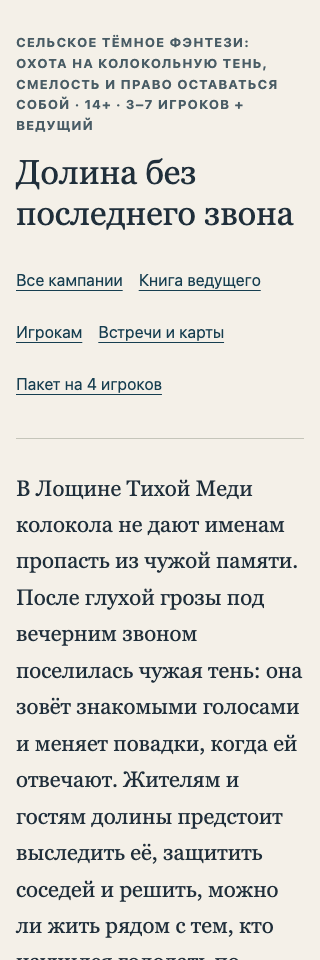 СЕЛЬСКОЕ ТЁМНОЕ ФЭНТЕЗИ:
ОХОТА НА КОЛОКОЛЬНУЮ ТЕНЬ,
СМЕЛОСТЬ И ПРАВО ОСТАВАТЬСЯ
СОБОЙ · 14+ · 3–7 ИГРОКОВ +
ВЕДУЩИЙ
Долина без
последнего звона
Все кампании Книга ведущего
Игрокам Встречи и карты
Пакет на 4 игроков
В Лощине Тихой Меди
колокола не дают именам
пропасть из чужой памяти.
После глухой грозы под
вечерним звоном
поселилась чужая тень: она
зовёт знакомыми голосами
и меняет повадки, когда ей
отвечают. Жителям и
гостям долины предстоит
выследить её, защитить
соседей и решить, можно
ли жить рядом с тем, кто